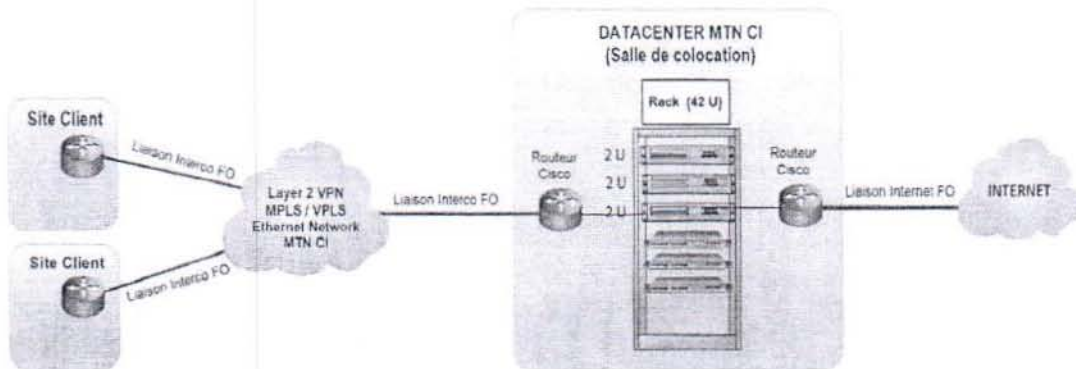 DATACENTER MTN CI
(Salle de colocation)
Rack (42 U)
Site Client
Liaison Interco FO
Routeur
Cisco
2 U
2 U
2 U
Routeur
Cisco
Layer 2 VPN
MPLS / VPLS
Ethernet Network
MTN CI
Liaison Interco FO
Liaison Internet FO
INTERNET
Site Client
Liaison Interco FO